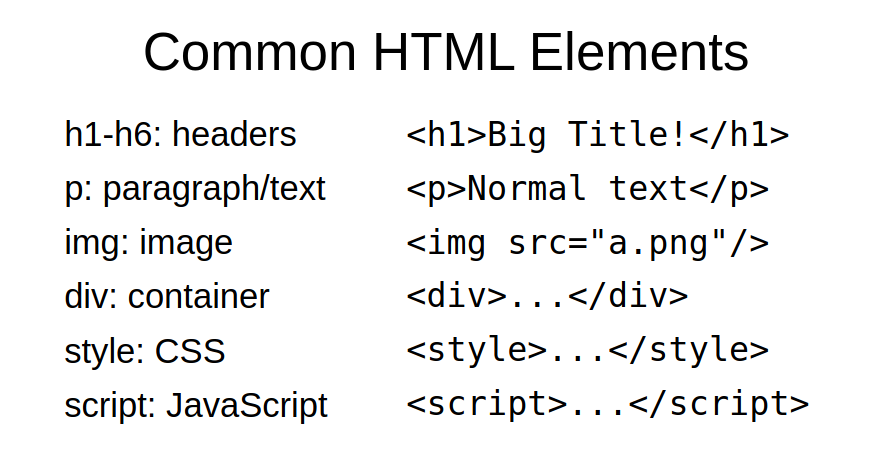 Common HTML Elements
h1-h6: headers <h1>Big Title!</h1>
p: paragraph/text <p>Normal text</p>
img: image <img src="a.png"/>
div: container <div>...</div>
style: CSS <style>...</style>
script: JavaScript <script>...</script>